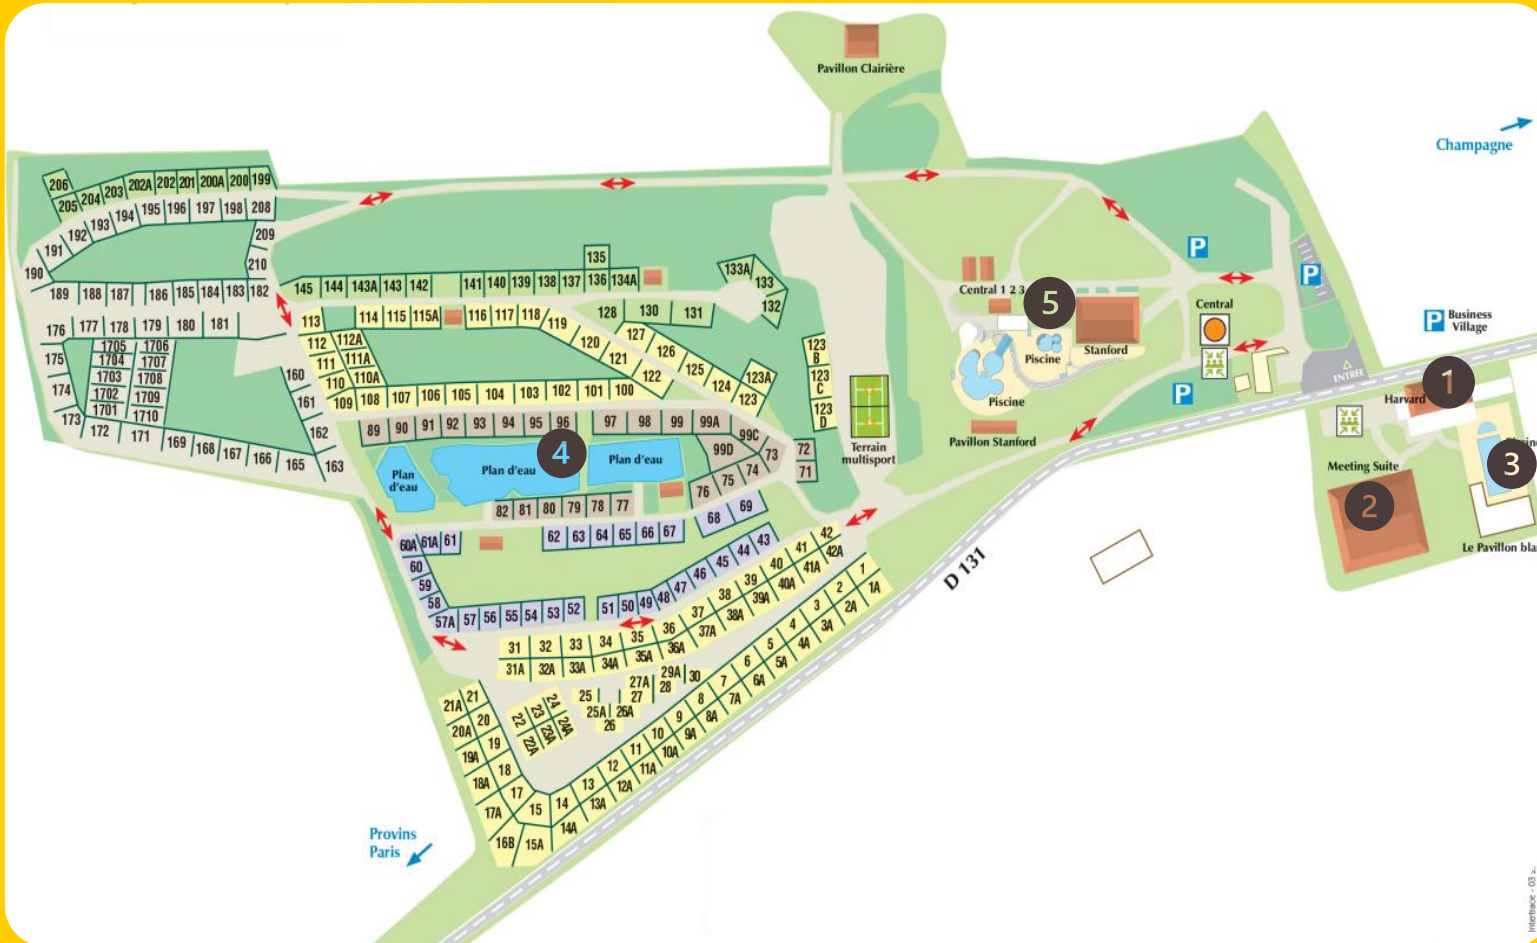 Pavillon Clairière
Champagne
206
205 204 203 202A 202 201 200A 200 199
190 191 192 193 194 195 196 197 198 208
209
210
189 188 187 186 185 184 183 182
176 177 178 179 180 181
175
174
173
1705 1706
1704 1707
1703 1708
1702 1709
1701 1710
172 171 169 168 167 166 165 163
160
161
162
135
145 144 143A 143 142 141 140 139 138 137 136 134A
133A
133
132
113 114 115 115A 116 117 118 119 120 121 122
128 130 131
127 126 125 124 123A
123
112 112A
111 111A
110 110A
109 108 107 106 105 104 103 102 101 100
123
B
123
C
123
D
89 90 91 92 93 94 95 96 97 98 99 99A
99C
99D
73
74
75
76
72
71
Plan
d'eau
Plan d'eau
4
Plan d'eau
82 81 80 79 78 77
60A 61A 61 62 63 64 65 66 67 68 69
60
59
58
57A 57 56 55 54 53 52 51 50 49 48 47 46 45 44 43
31 32 33 34 35 36 37 38 39 40 41 42
31A 32A 33A 34A 35A 36A 37A 38A 39A 40A 41A 42A
1 2 3 4 5 6 7 8 9 10 11 12 13 14 15
1A 2A 3A 4A 5A 6A 7A 8A 9A 10A 11A 12A 13A 14A 15A
16B
17A 17
18A 18
19A 19
20A 20
21A 21
22 23 24
22A 23A 24A
25 27A 29A 30
27 28
25A 26A
26
Terrain
multisport
Central 1 2 3
5
Piscine
Stanford
Piscine
Pavillon Stanford
P
P
P
Central
P Business
Village
ENTREE
Harvard
1
Meeting Suite
2
3
Le Pavillon bla
D 131
Provins
Paris
Intertrace - 03